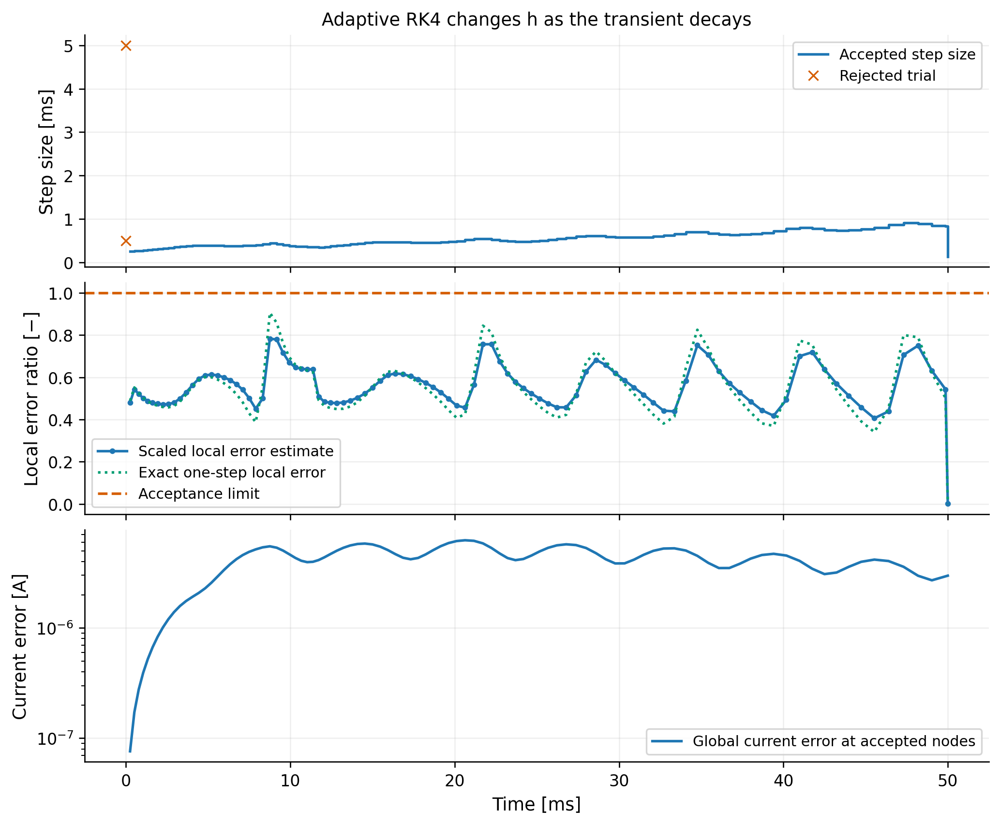 Adaptive RK4 changes h as the transient decays
Step size [ms]
5
4
3
2
1
0
Accepted step size
Rejected trial
Local error ratio [−]
1.0
0.8
0.6
0.4
0.2
0.0
Scaled local error estimate
Exact one-step local error
Acceptance limit
Current error [A]
10⁻⁶
10⁻⁷
Global current error at accepted nodes
0 10 20 30 40 50
Time [ms]